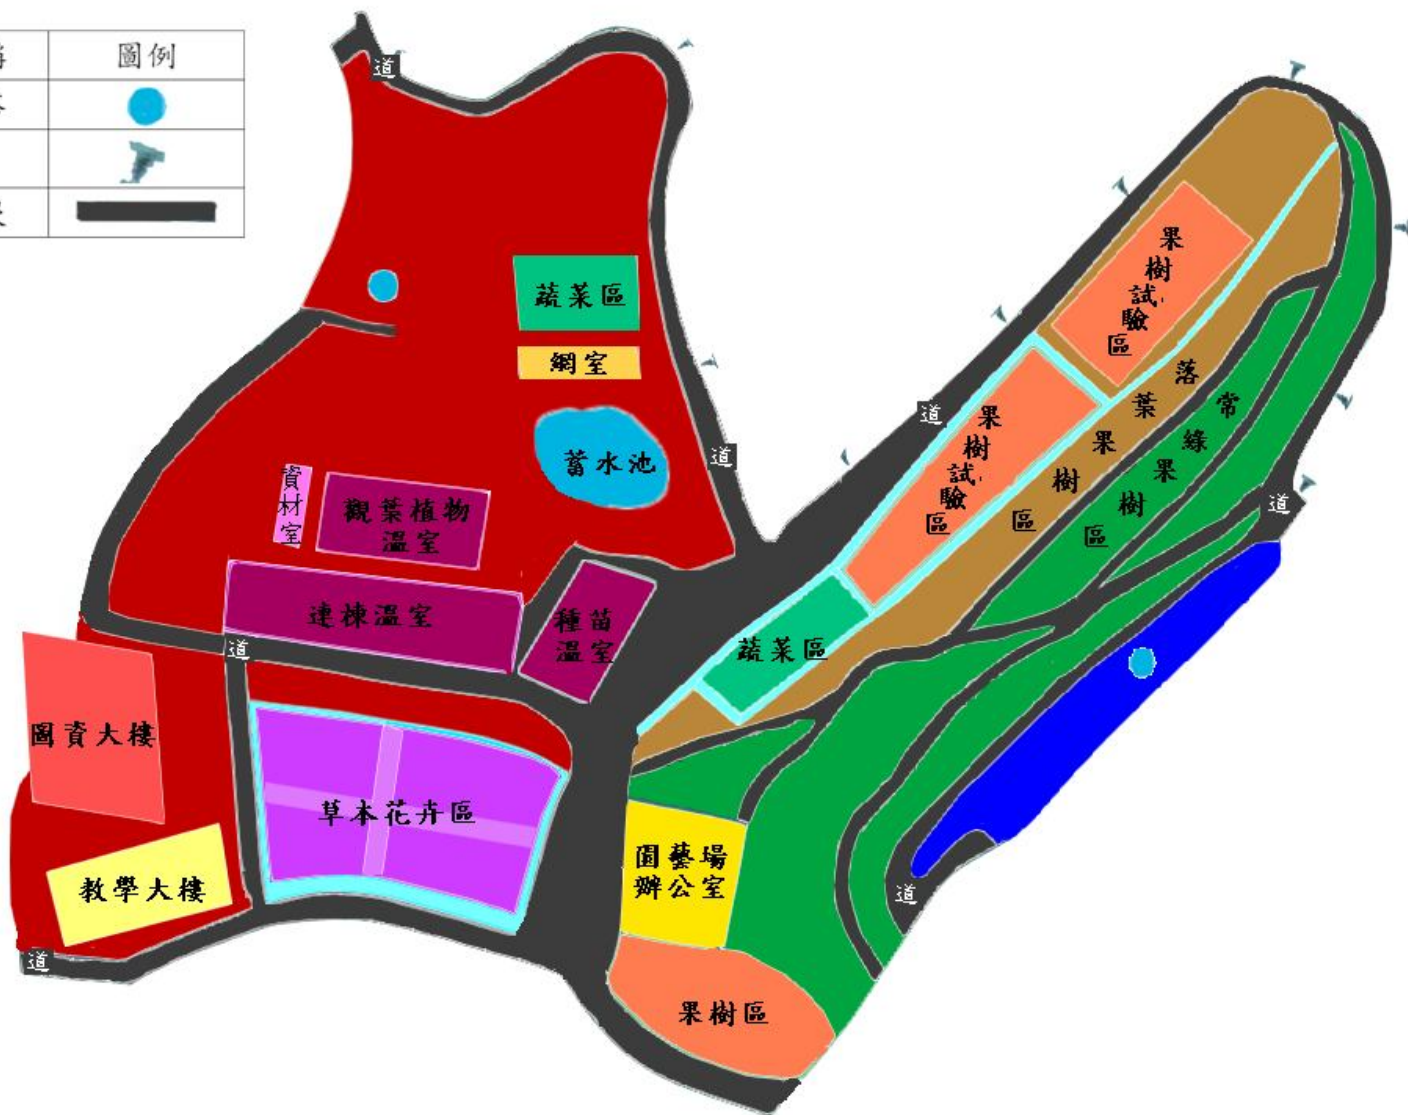 圖例
道
道
蔬菜區
網室
蓄水池
資材室
觀葉植物
溫室
連棟溫室
種苗
溫室
道
圖資大樓
草本花卉區
教學大樓
道
果樹試驗區
道
果樹試驗區
落葉果樹區
常綠果樹區
道
蔬菜區
園藝場
辦公室
道
果樹區